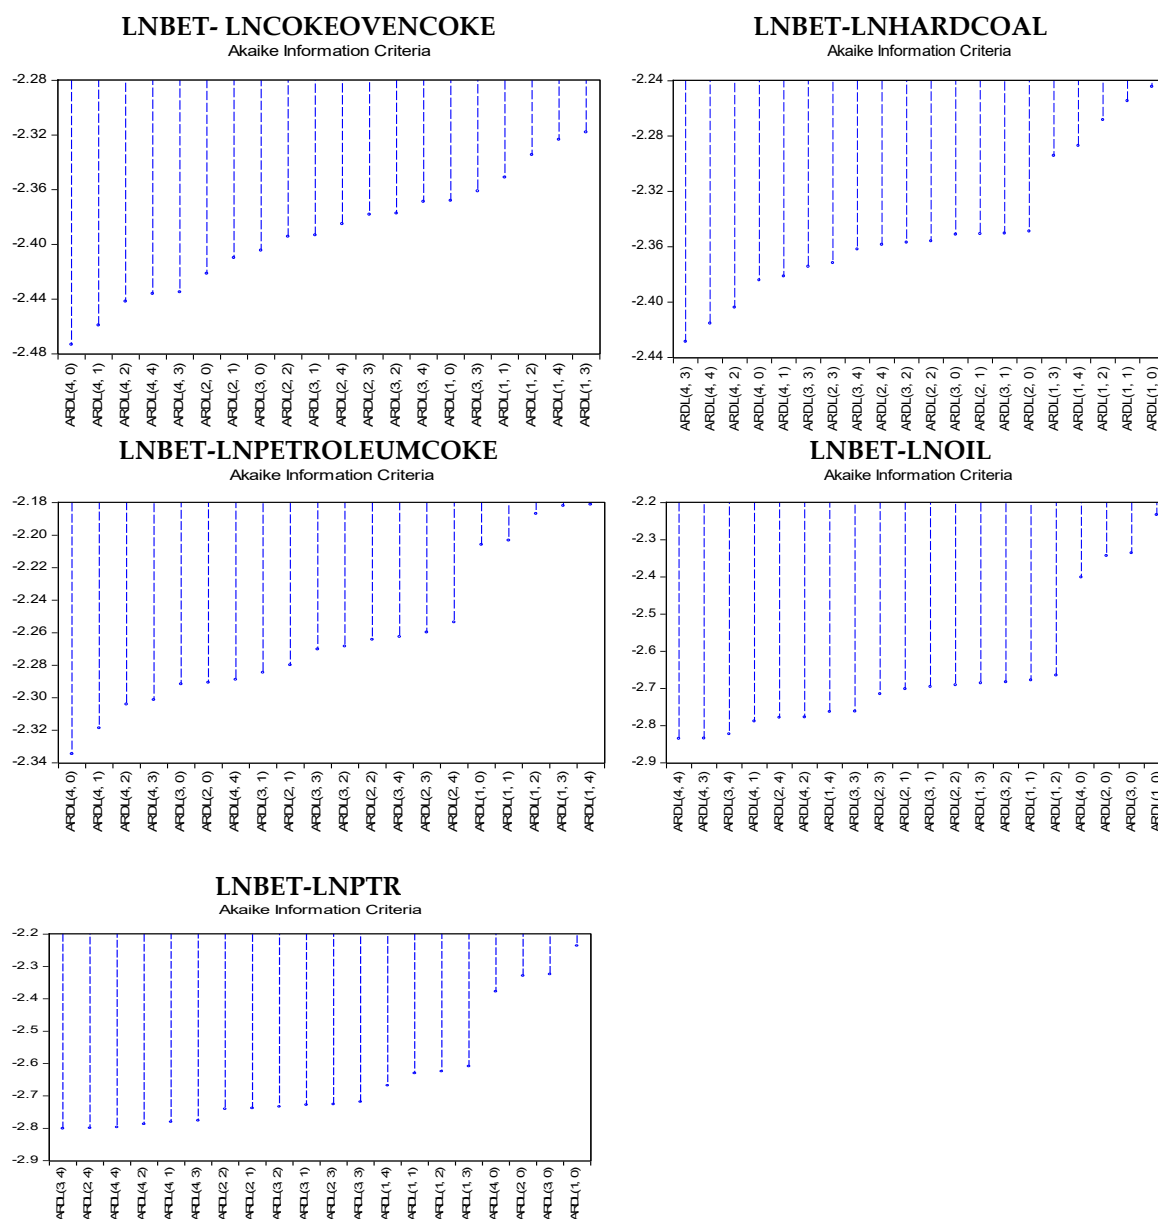 LNBET- LNCOKEOVENCOKE
Akaike Information Criteria
-2.28
-2.32
-2.36
-2.40
-2.44
-2.48
ARDL(4, 0)
ARDL(4, 1)
ARDL(4, 2)
ARDL(4, 4)
ARDL(4, 3)
ARDL(2, 0)
ARDL(2, 1)
ARDL(3, 0)
ARDL(2, 2)
ARDL(3, 1)
ARDL(2, 4)
ARDL(2, 3)
ARDL(3, 2)
ARDL(3, 4)
ARDL(1, 0)
ARDL(3, 3)
ARDL(1, 1)
ARDL(1, 2)
ARDL(1, 4)
ARDL(1, 3)
LNBET-LNHARDCOAL
Akaike Information Criteria
-2.24
-2.28
-2.32
-2.36
-2.40
-2.44
ARDL(4, 3)
ARDL(4, 4)
ARDL(4, 2)
ARDL(4, 0)
ARDL(4, 1)
ARDL(3, 3)
ARDL(2, 3)
ARDL(3, 4)
ARDL(2, 4)
ARDL(3, 2)
ARDL(2, 2)
ARDL(3, 0)
ARDL(2, 1)
ARDL(3, 1)
ARDL(2, 0)
ARDL(1, 3)
ARDL(1, 4)
ARDL(1, 2)
ARDL(1, 1)
ARDL(1, 0)
LNBET-LNPETROLEUMCOKE
Akaike Information Criteria
-2.18
-2.20
-2.22
-2.24
-2.26
-2.28
-2.30
-2.32
-2.34
ARDL(4, 0)
ARDL(4, 1)
ARDL(4, 2)
ARDL(4, 3)
ARDL(3, 0)
ARDL(2, 0)
ARDL(4, 4)
ARDL(3, 1)
ARDL(2, 1)
ARDL(3, 3)
ARDL(3, 2)
ARDL(2, 2)
ARDL(3, 4)
ARDL(2, 3)
ARDL(2, 4)
ARDL(1, 0)
ARDL(1, 1)
ARDL(1, 2)
ARDL(1, 3)
ARDL(1, 4)
LNBET-LNOIL
Akaike Information Criteria
-2.2
-2.3
-2.4
-2.5
-2.6
-2.7
-2.8
-2.9
ARDL(4, 4)
ARDL(4, 3)
ARDL(3, 4)
ARDL(4, 1)
ARDL(2, 4)
ARDL(4, 2)
ARDL(1, 4)
ARDL(3, 3)
ARDL(2, 3)
ARDL(2, 1)
ARDL(3, 1)
ARDL(2, 2)
ARDL(1, 3)
ARDL(3, 2)
ARDL(1, 1)
ARDL(1, 2)
ARDL(4, 0)
ARDL(2, 0)
ARDL(3, 0)
ARDL(1, 0)
LNBET-LNPTR
Akaike Information Criteria
-2.2
-2.3
-2.4
-2.5
-2.6
-2.7
-2.8
-2.9
ARDL(3, 4)
ARDL(2, 4)
ARDL(4, 4)
ARDL(4, 2)
ARDL(4, 1)
ARDL(4, 3)
ARDL(2, 2)
ARDL(2, 1)
ARDL(3, 2)
ARDL(3, 1)
ARDL(2, 3)
ARDL(3, 3)
ARDL(1, 4)
ARDL(1, 1)
ARDL(1, 2)
ARDL(1, 3)
ARDL(4, 0)
ARDL(2, 0)
ARDL(3, 0)
ARDL(1, 0)